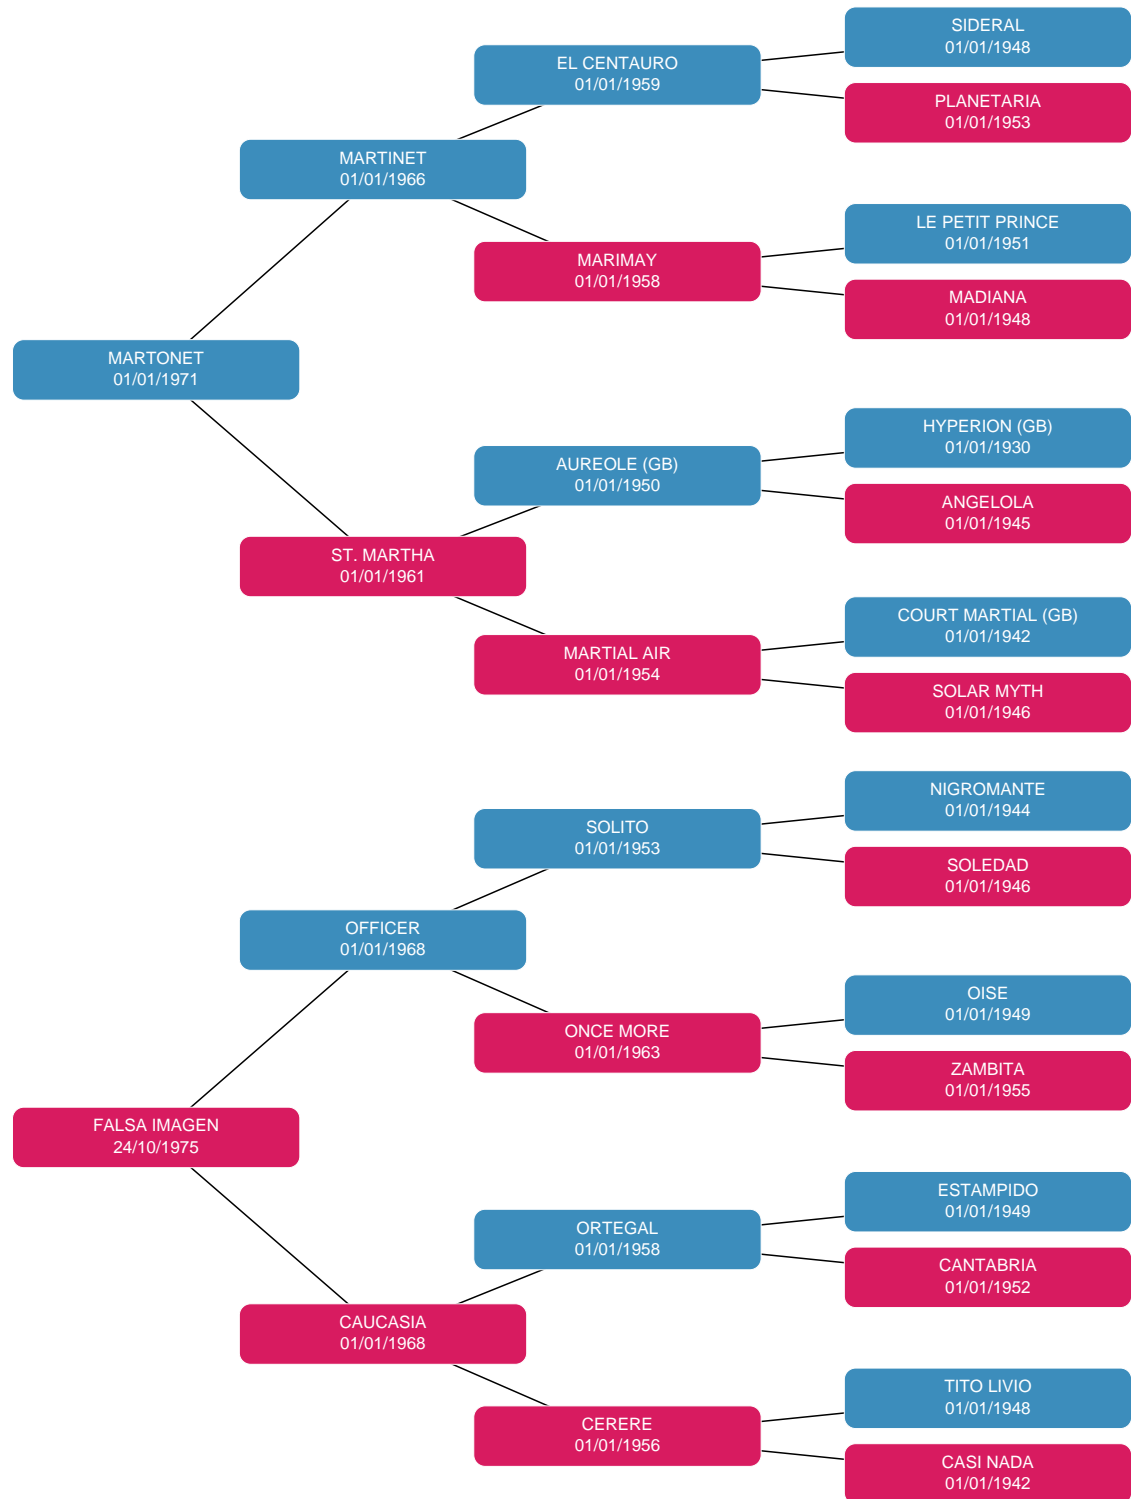 SIDERAL
01/01/1948
EL CENTAURO
01/01/1959
PLANETARIA
01/01/1953
MARTINET
01/01/1966
LE PETIT PRINCE
01/01/1951
MARIMAY
01/01/1958
MADIANA
01/01/1948
MARTONET
01/01/1971
HYPERION (GB)
01/01/1930
AUREOLE (GB)
01/01/1950
ANGELOLA
01/01/1945
ST. MARTHA
01/01/1961
COURT MARTIAL (GB)
01/01/1942
MARTIAL AIR
01/01/1954
SOLAR MYTH
01/01/1946
NIGROMANTE
01/01/1944
SOLITO
01/01/1953
SOLEDAD
01/01/1946
OFFICER
01/01/1968
OISE
01/01/1949
ONCE MORE
01/01/1963
ZAMBITA
01/01/1955
FALSA IMAGEN
24/10/1975
ESTAMPIDO
01/01/1949
ORTEGAL
01/01/1958
CANTABRIA
01/01/1952
CAUCASIA
01/01/1968
TITO LIVIO
01/01/1948
CERERE
01/01/1956
CASI NADA
01/01/1942